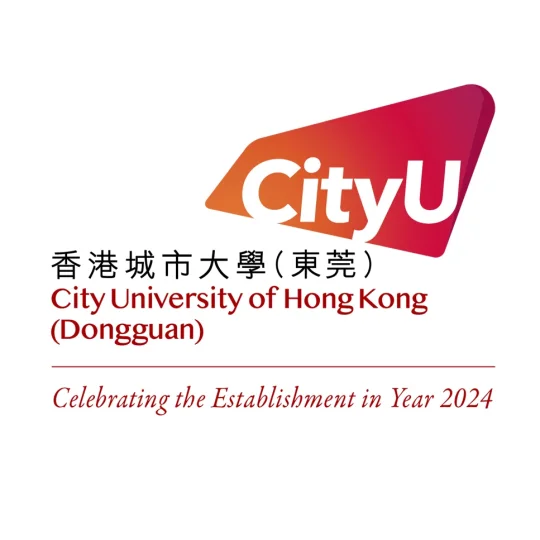 CityU
香港城市大學(東莞)
City University of Hong Kong
(Dongguan)
Celebrating the Establishment in Year 2024